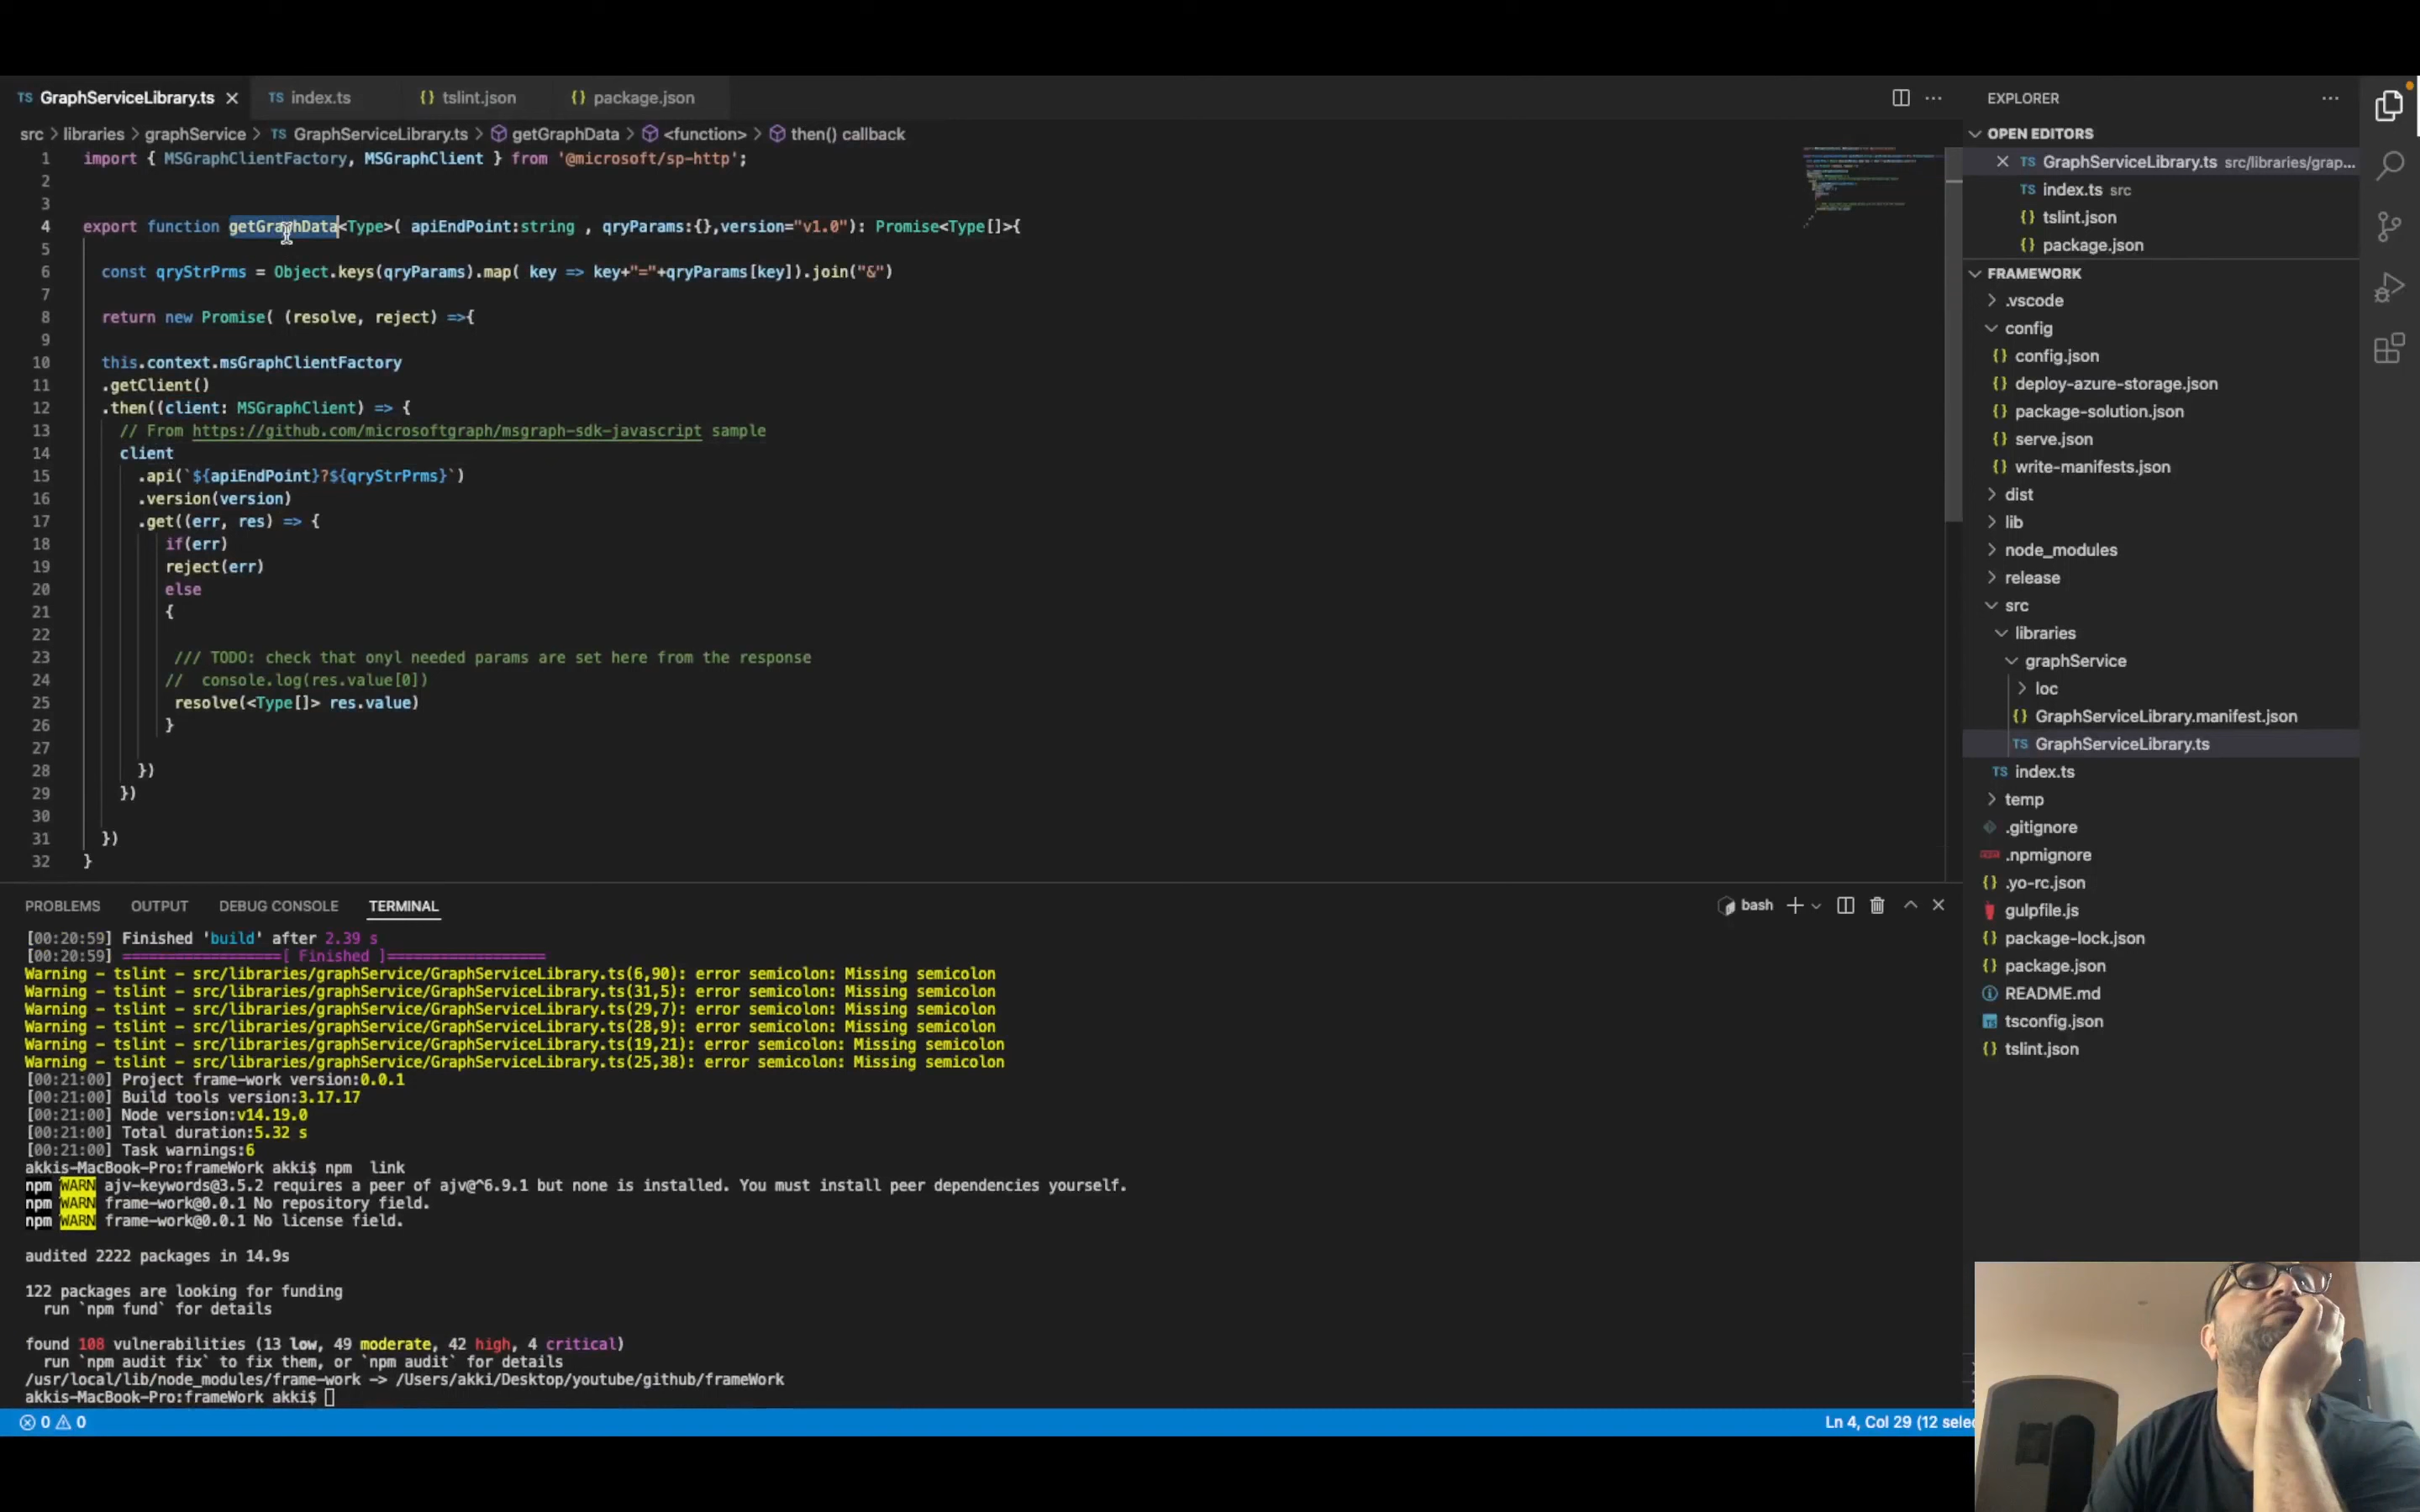 TS GraphServiceLibrary.ts TS index.ts {} tslint.json {} package.json
src > libraries > graphService > TS GraphServiceLibrary.ts > getGraphData > <function> > then() callback
1 import { MSGraphClientFactory, MSGraphClient } from '@microsoft/sp-http';
2
3
4 export function getGraphData<Type>( apiEndPoint:string , qryParams:{},version="v1.0"): Promise<Type[]>{
5
6 const qryStrPrms = Object.keys(qryParams).map( key => key+"="+qryParams[key]).join("&")
7
8 return new Promise( (resolve, reject) =>{
9
10 this.context.msGraphClientFactory
11 .getClient()
12 .then((client: MSGraphClient) => {
13 // From https://github.com/microsoftgraph/msgraph-sdk-javascript sample
14 client
15 .api(`${apiEndPoint}?${qryStrPrms}`)
16 .version(version)
17 .get((err, res) => {
18 if(err)
19 reject(err)
20 else
21 {
22
23 /// TODO: check that onyl needed params are set here from the response
24 // console.log(res.value[0])
25 resolve(<Type[]> res.value)
26 }
27
28 })
29 })
30
31 })
32 }
PROBLEMS OUTPUT DEBUG CONSOLE TERMINAL
bash
[00:20:59] Finished 'build' after 2.39 s
[00:20:59] ==================[ Finished ]==================
Warning - tslint - src/libraries/graphService/GraphServiceLibrary.ts(6,90): error semicolon: Missing semicolon
Warning - tslint - src/libraries/graphService/GraphServiceLibrary.ts(31,5): error semicolon: Missing semicolon
Warning - tslint - src/libraries/graphService/GraphServiceLibrary.ts(29,7): error semicolon: Missing semicolon
Warning - tslint - src/libraries/graphService/GraphServiceLibrary.ts(28,9): error semicolon: Missing semicolon
Warning - tslint - src/libraries/graphService/GraphServiceLibrary.ts(19,21): error semicolon: Missing semicolon
Warning - tslint - src/libraries/graphService/GraphServiceLibrary.ts(25,38): error semicolon: Missing semicolon
[00:21:00] Project frame-work version:0.0.1
[00:21:00] Build tools version:3.17.17
[00:21:00] Node version:v14.19.0
[00:21:00] Total duration:5.32 s
[00:21:00] Task warnings:6
akkis-MacBook-Pro:frameWork akki$ npm link
npm WARN ajv-keywords@3.5.2 requires a peer of ajv@^6.9.1 but none is installed. You must install peer dependencies yourself.
npm WARN frame-work@0.0.1 No repository field.
npm WARN frame-work@0.0.1 No license field.
audited 2222 packages in 14.9s
122 packages are looking for funding
run `npm fund` for details
found 108 vulnerabilities (13 low, 49 moderate, 42 high, 4 critical)
run `npm audit fix` to fix them, or `npm audit` for details
/usr/local/lib/node_modules/frame-work -> /Users/akki/Desktop/youtube/github/frameWork
akkis-MacBook-Pro:frameWork akki$
0 0
Ln 4, Col 29 (12 selec
EXPLORER
OPEN EDITORS
TS GraphServiceLibrary.ts src/libraries/grap...
TS index.ts src
{} tslint.json
{} package.json
FRAMEWORK
.vscode
config
{} config.json
{} deploy-azure-storage.json
{} package-solution.json
{} serve.json
{} write-manifests.json
dist
lib
node_modules
release
src
libraries
graphService
loc
{} GraphServiceLibrary.manifest.json
TS GraphServiceLibrary.ts
TS index.ts
temp
.gitignore
.npmignore
{} .yo-rc.json
gulpfile.js
{} package-lock.json
{} package.json
README.md
tsconfig.json
{} tslint.json